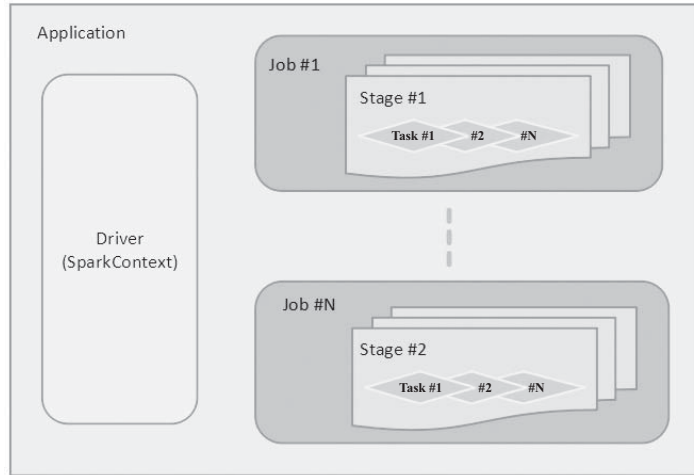 Application
Driver
(SparkContext)
Job #1
Stage #1
Task #1 #2 #N
Job #N
Stage #2
Task #1 #2 #N